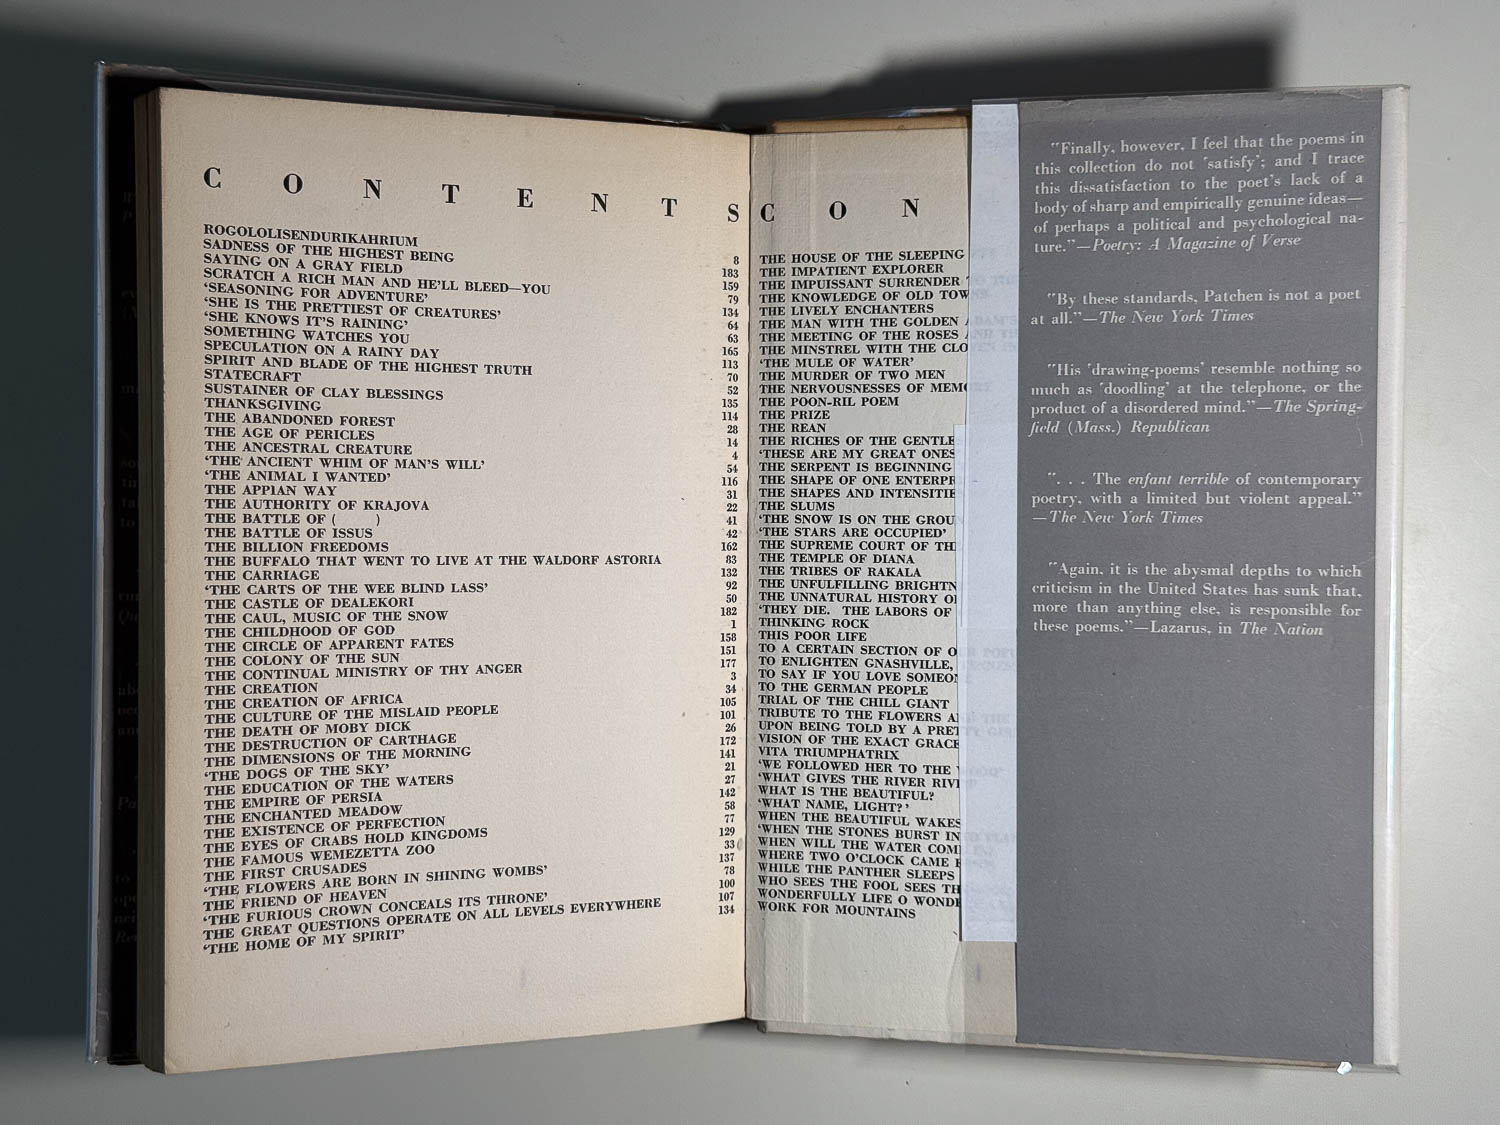 CONTENTS
ROGOLOLISENDURIKAHRIUM 8
SADNESS OF THE HIGHEST BEING 183
SAYING ON A GRAY FIELD 159
SCRATCH A RICH MAN AND HE'LL BLEED—YOU 79
'SEASONING FOR ADVENTURE' 134
'SHE IS THE PRETTIEST OF CREATURES' 64
'SHE KNOWS IT'S RAINING' 63
SOMETHING WATCHES YOU 165
SPECULATION ON A RAINY DAY 113
SPIRIT AND BLADE OF THE HIGHEST TRUTH 70
STATECRAFT 52
SUSTAINER OF CLAY BLESSINGS 135
THANKSGIVING 114
THE ABANDONED FOREST 28
THE AGE OF PERICLES 14
THE ANCESTRAL CREATURE 4
'THE ANCIENT WHIM OF MAN'S WILL' 54
'THE ANIMAL I WANTED' 116
THE APPIAN WAY 31
THE AUTHORITY OF KRAJOVA 22
THE BATTLE OF ( ) 41
THE BATTLE OF ISSUS 42
THE BILLION FREEDOMS 162
THE BUFFALO THAT WENT TO LIVE AT THE WALDORF ASTORIA 83
THE CARRIAGE 132
'THE CARTS OF THE WEE BLIND LASS' 92
THE CASTLE OF DEALEKORI 50
THE CAUL, MUSIC OF THE SNOW 182
THE CHILDHOOD OF GOD 1
THE CIRCLE OF APPARENT FATES 158
THE COLONY OF THE SUN 151
THE CONTINUAL MINISTRY OF THY ANGER 177
THE CREATION 3
THE CREATION OF AFRICA 34
THE CULTURE OF THE MISLAID PEOPLE 105
THE DEATH OF MOBY DICK 101
THE DESTRUCTION OF CARTHAGE 26
THE DIMENSIONS OF THE MORNING 172
'THE DOGS OF THE SKY' 141
THE EDUCATION OF THE WATERS 21
THE EMPIRE OF PERSIA 27
THE ENCHANTED MEADOW 142
THE EXISTENCE OF PERFECTION 58
THE EYES OF CRABS HOLD KINGDOMS 77
THE FAMOUS WEMEZETTA ZOO 129
THE FIRST CRUSADES 33
'THE FLOWERS ARE BORN IN SHINING WOMBS' 137
THE FRIEND OF HEAVEN 78
'THE FURIOUS CROWN CONCEALS ITS THRONE' 100
THE GREAT QUESTIONS OPERATE ON ALL LEVELS EVERYWHERE 107
'THE HOME OF MY SPIRIT' 134
CON
THE HOUSE OF THE SLEEPING
THE IMPATIENT EXPLORER
THE IMPUISSANT SURRENDER
THE KNOWLEDGE OF OLD TOWNS
THE LIVELY ENCHANTERS
THE MAN WITH THE GOLDEN ADAM'S
THE MEETING OF THE ROSES AND
THE MINSTREL WITH THE CLOVEN
'THE MULE OF WATER'
THE MURDER OF TWO MEN
THE NERVOUSNESSES OF MEMORY
THE POON-RIL POEM
THE PRIZE
THE REAN
THE RICHES OF THE GENTLE
'THESE ARE MY GREAT ONES
THE SERPENT IS BEGINNING
THE SHAPE OF ONE ENTERPR
THE SHAPES AND INTENSITIE
THE SLUMS
'THE SNOW IS ON THE GROUN
'THE STARS ARE OCCUPIED'
THE SUPREME COURT OF THE
THE TEMPLE OF DIANA
THE TRIBES OF RAKALA
THE UNFULFILLING BRIGHTN
THE UNNATURAL HISTORY OF
'THEY DIE. THE LABORS OF
THINKING ROCK
THIS POOR LIFE
TO A CERTAIN SECTION OF OUR POPU
TO ENLIGHTEN GNASHVILLE,
TO SAY IF YOU LOVE SOMEONE
TO THE GERMAN PEOPLE
TRIAL OF THE CHILL GIANT
TRIBUTE TO THE FLOWERS AND THE
UPON BEING TOLD BY A PRETTY
VISION OF THE EXACT GRACE
VITA TRIUMPHATRIX
'WE FOLLOWED HER TO THE WOOD'
'WHAT GIVES THE RIVER RIVER
WHAT IS THE BEAUTIFUL?
'WHAT NAME, LIGHT?'
WHEN THE BEAUTIFUL WAKES
'WHEN THE STONES BURST IN
WHEN WILL THE WATER COME
WHERE TWO O'CLOCK CAME F
WHILE THE PANTHER SLEEPS
WHO SEES THE FOOL SEES TH
WONDERFULLY LIFE O WONDE
WORK FOR MOUNTAINS
"Finally, however, I feel that the poems in
this collection do not 'satisfy'; and I trace
this dissatisfaction to the poet's lack of a
body of sharp and empirically genuine ideas—
of perhaps a political and psychological na-
ture."—Poetry: A Magazine of Verse
"By these standards, Patchen is not a poet
at all."—The New York Times
"His 'drawing-poems' resemble nothing so
much as 'doodling' at the telephone, or the
product of a disordered mind."—The Spring-
field (Mass.) Republican
". . . The enfant terrible of contemporary
poetry, with a limited but violent appeal."
—The New York Times
"Again, it is the abysmal depths to which
criticism in the United States has sunk that,
more than anything else, is responsible for
these poems."—Lazarus, in The Nation